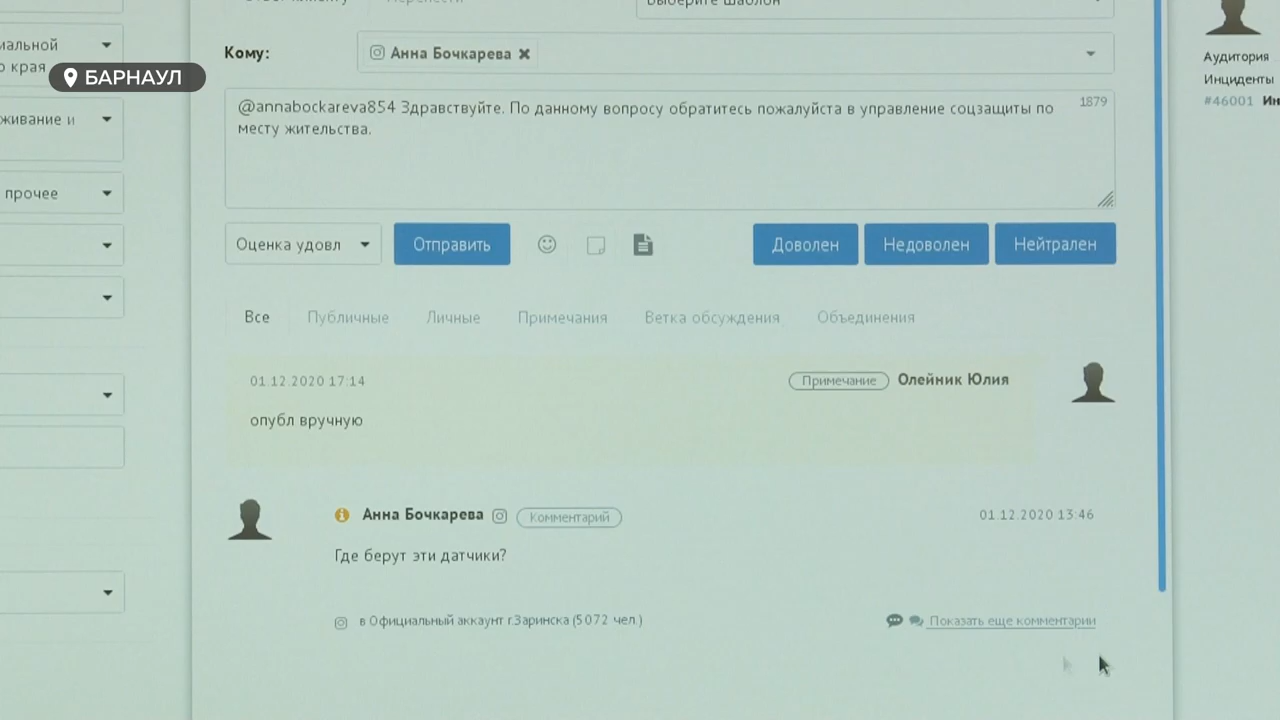 Выберите шаблон
Кому:
Анна Бочкарева ✖
иальной
о края
БАРНАУЛ
Аудитория
Инциденты
#46001
@annabockareva854 Здравствуйте. По данному вопросу обратитесь пожалуйста в управление соцзащиты по
месту жительства.
1879
живание и
прочее
Оценка удовл
Отправить
Доволен
Недоволен
Нейтрален
Все
Публичные
Личные
Примечания
Ветка обсуждения
Объединения
01.12.2020 17:14
Примечание
Олейник Юлия
опубл вручную
Анна Бочкарева
Комментарий
01.12.2020 13:46
Где берут эти датчики?
в Официальный аккаунт г.Заринска (5072 чел.)
Показать еще комментарии